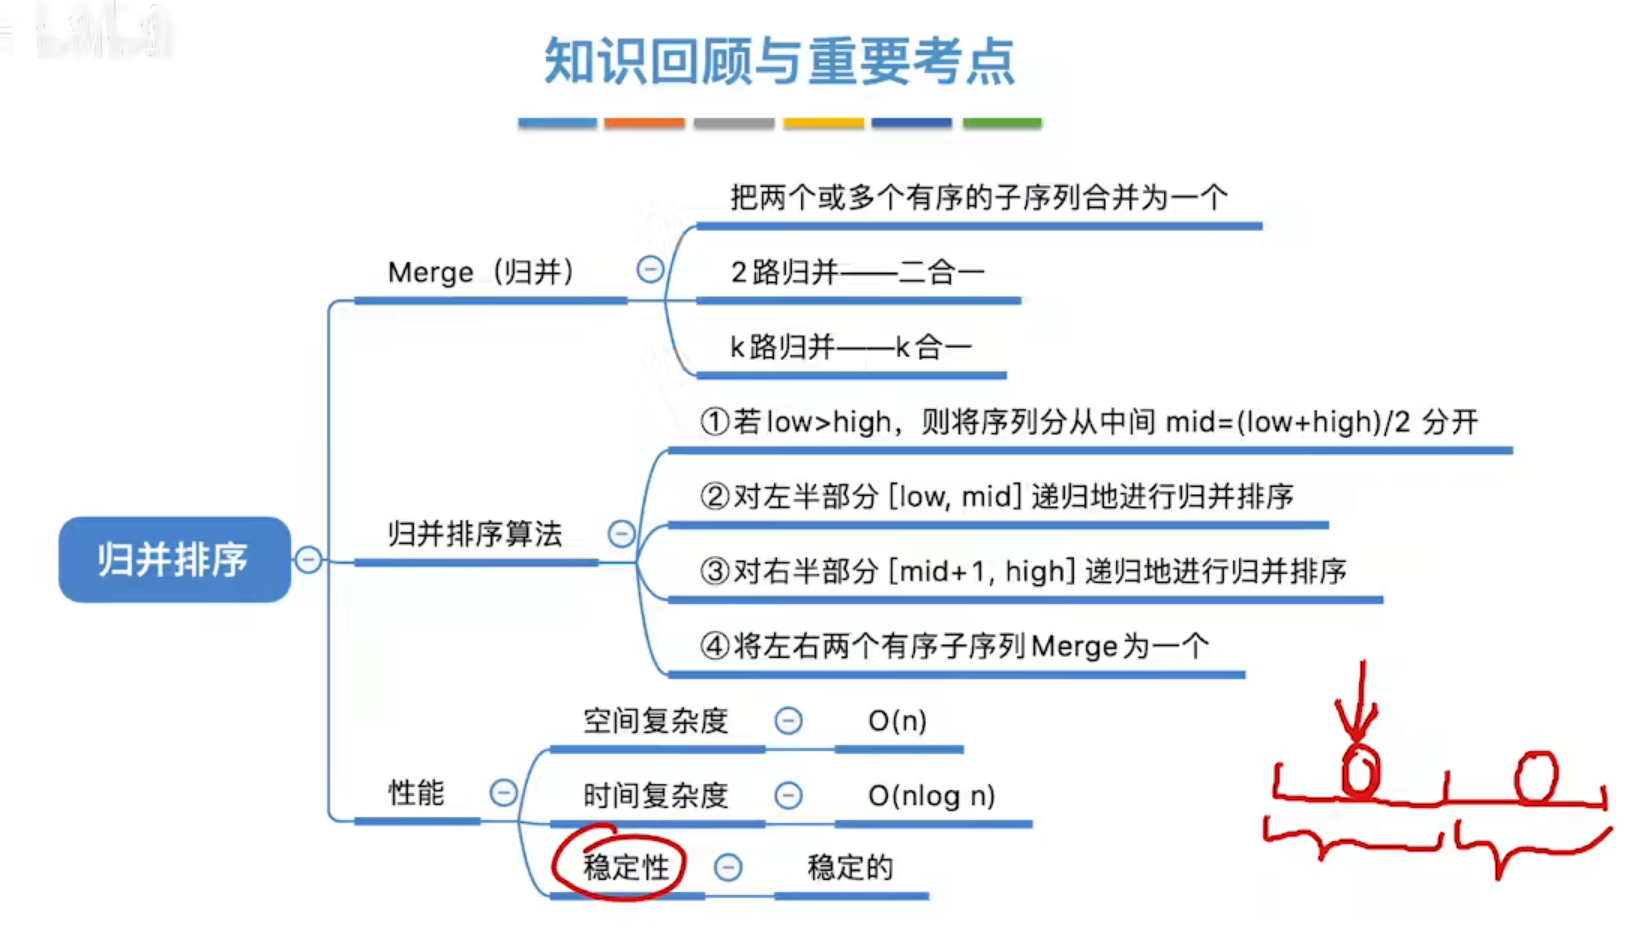 知识回顾与重要考点
把两个或多个有序的子序列合并为一个
Merge（归并）
2路归并——二合一
k路归并——k合一
①若low>high，则将序列分从中间 mid=(low+high)/2 分开
②对左半部分 [low, mid] 递归地进行归并排序
归并排序算法
归并排序
③对右半部分 [mid+1, high] 递归地进行归并排序
④将左右两个有序子序列Merge为一个
空间复杂度
O(n)
性能
时间复杂度
O(nlog n)
稳定性
稳定的